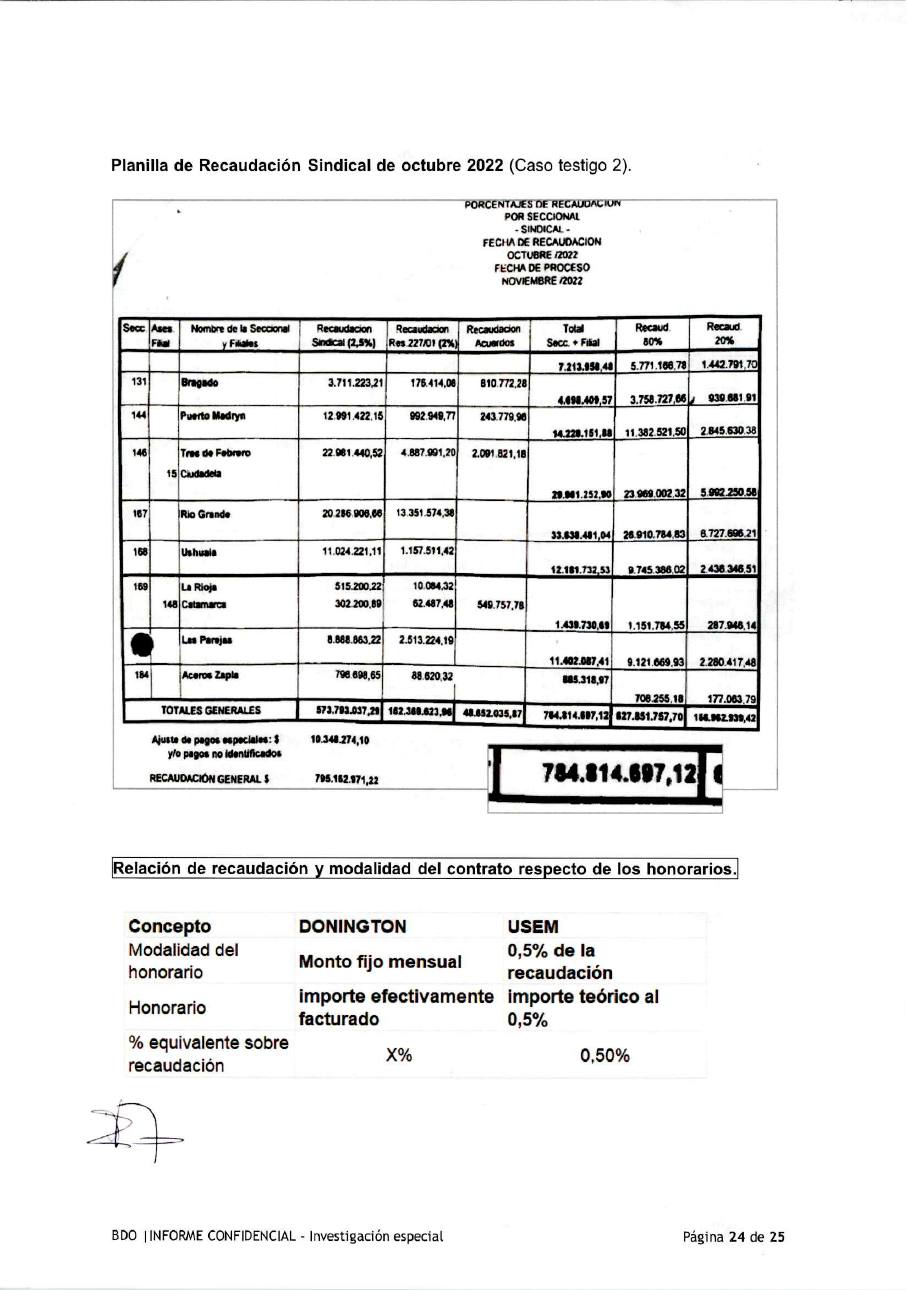 Planilla de Recaudación Sindical de octubre 2022 (Caso testigo 2).
PORCENTAJES DE RECAUDACION
POR SECCIONAL
- SINDICAL -
FECHA DE RECAUDACION
OCTUBRE /2022
FECHA DE PROCESO
NOVIEMBRE /2022
Secc. Ases. Nombre de la Seccional Recaudacion Recaudacion Recaudacion Total Recaud. Recaud.
Filial y Filiales Sindical (2,5%) Res.227/01 (2%) Acuerdos Secc. + Filial 80% 20%
7.213.958,48 5.771.166,78 1.442.791,70
131 Bragado 3.711.223,21 176.414,08 810.772,28
4.698.409,57 3.758.727,66 939.681.91
144 Puerto Madryn 12.991.422,15 992.949,77 243.779,96
14.228.151,88 11.382.521,50 2.845.630,38
146 Tres de Febrero 22.981.440,52 4.887.991,20 2.091.821,18
15 Ciudadela
29.961.252,90 23.969.002,32 5.992.250,58
167 Rio Grande 20.286.906,66 13.351.574,38
33.638.481,04 26.910.784,83 6.727.696,21
168 Ushuaia 11.024.221,11 1.157.511,42
12.181.732,53 9.745.386,02 2.436.346,51
169 La Rioja 515.200,22 10.084,32
148 Catamarca 302.200,89 62.487,48 549.757,78
1.439.730,69 1.151.784,55 287.946,14
Las Parejas 8.888.863,22 2.513.224,19
11.402.087,41 9.121.669,93 2.280.417,48
184 Aceros Zapla 796.698,65 88.620,32
885.318,97
708.255,18 177.063,79
TOTALES GENERALES 573.793.037,29 162.369.623,96 48.652.035,87 784.814.697,12 627.851.757,70 156.962.939,42
Ajuste de pagos especiales: $ 10.348.274,10
y/o pagos no identificados
RECAUDACIÓN GENERAL $ 795.162.971,22
784.814.697,12
Relación de recaudación y modalidad del contrato respecto de los honorarios.
Concepto DONINGTON USEM
Modalidad del honorario Monto fijo mensual 0,5% de la recaudación
Honorario importe efectivamente facturado importe teórico al 0,5%
% equivalente sobre recaudación X% 0,50%
BDO | INFORME CONFIDENCIAL - Investigación especial Página 24 de 25